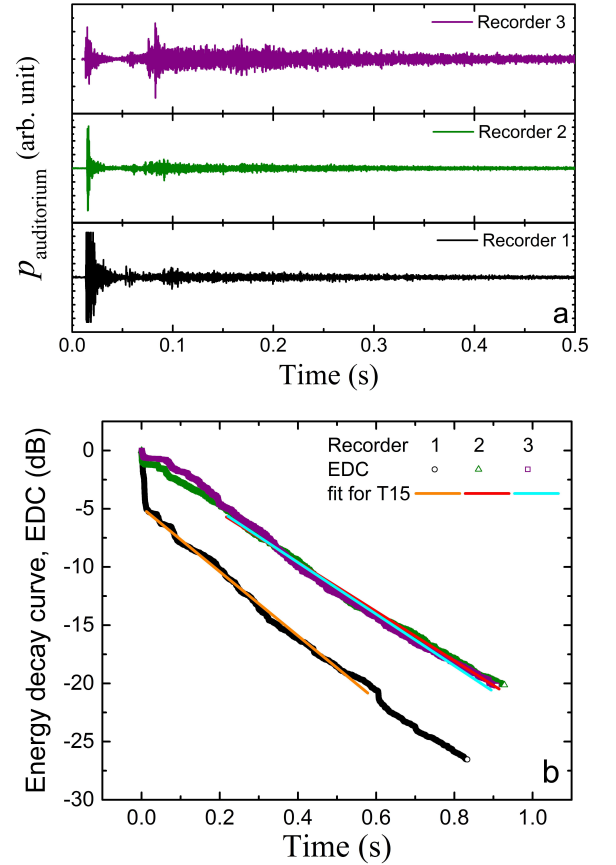 Recorder 3
Recorder 2
Recorder 1
p auditorium (arb. unit)
a
0.0 0.1 0.2 0.3 0.4 0.5
Time (s)
Energy decay curve, EDC (dB)
0
-5
-10
-15
-20
-25
-30
Recorder 1 2 3
EDC
fit for T15
b
0.0 0.2 0.4 0.6 0.8 1.0
Time (s)